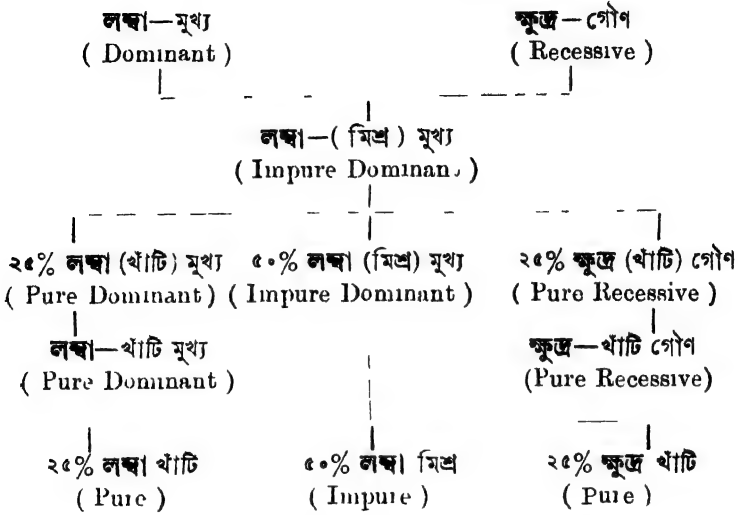 লম্বা—মুখ্য ক্ষুদ্র—গৌণ
( Dominant ) ( Recessive )
লম্বা—( মিশ্র ) মুখ্য
( Impure Dominant )
২৫% লম্বা (খাঁটি) মুখ্য ৫০% লম্বা (মিশ্র) মুখ্য ২৫% ক্ষুদ্র (খাঁটি) গৌণ
( Pure Dominant ) ( Impure Dominant ) ( Pure Recessive )
লম্বা—খাঁটি মুখ্য ক্ষুদ্র—খাঁটি গৌণ
( Pure Dominant ) (Pure Recessive)
২৫% লম্বা খাঁটি ৫০% লম্বা মিশ্র ২৫% ক্ষুদ্র খাঁটি
( Pure ) ( Impure ) ( Pure )